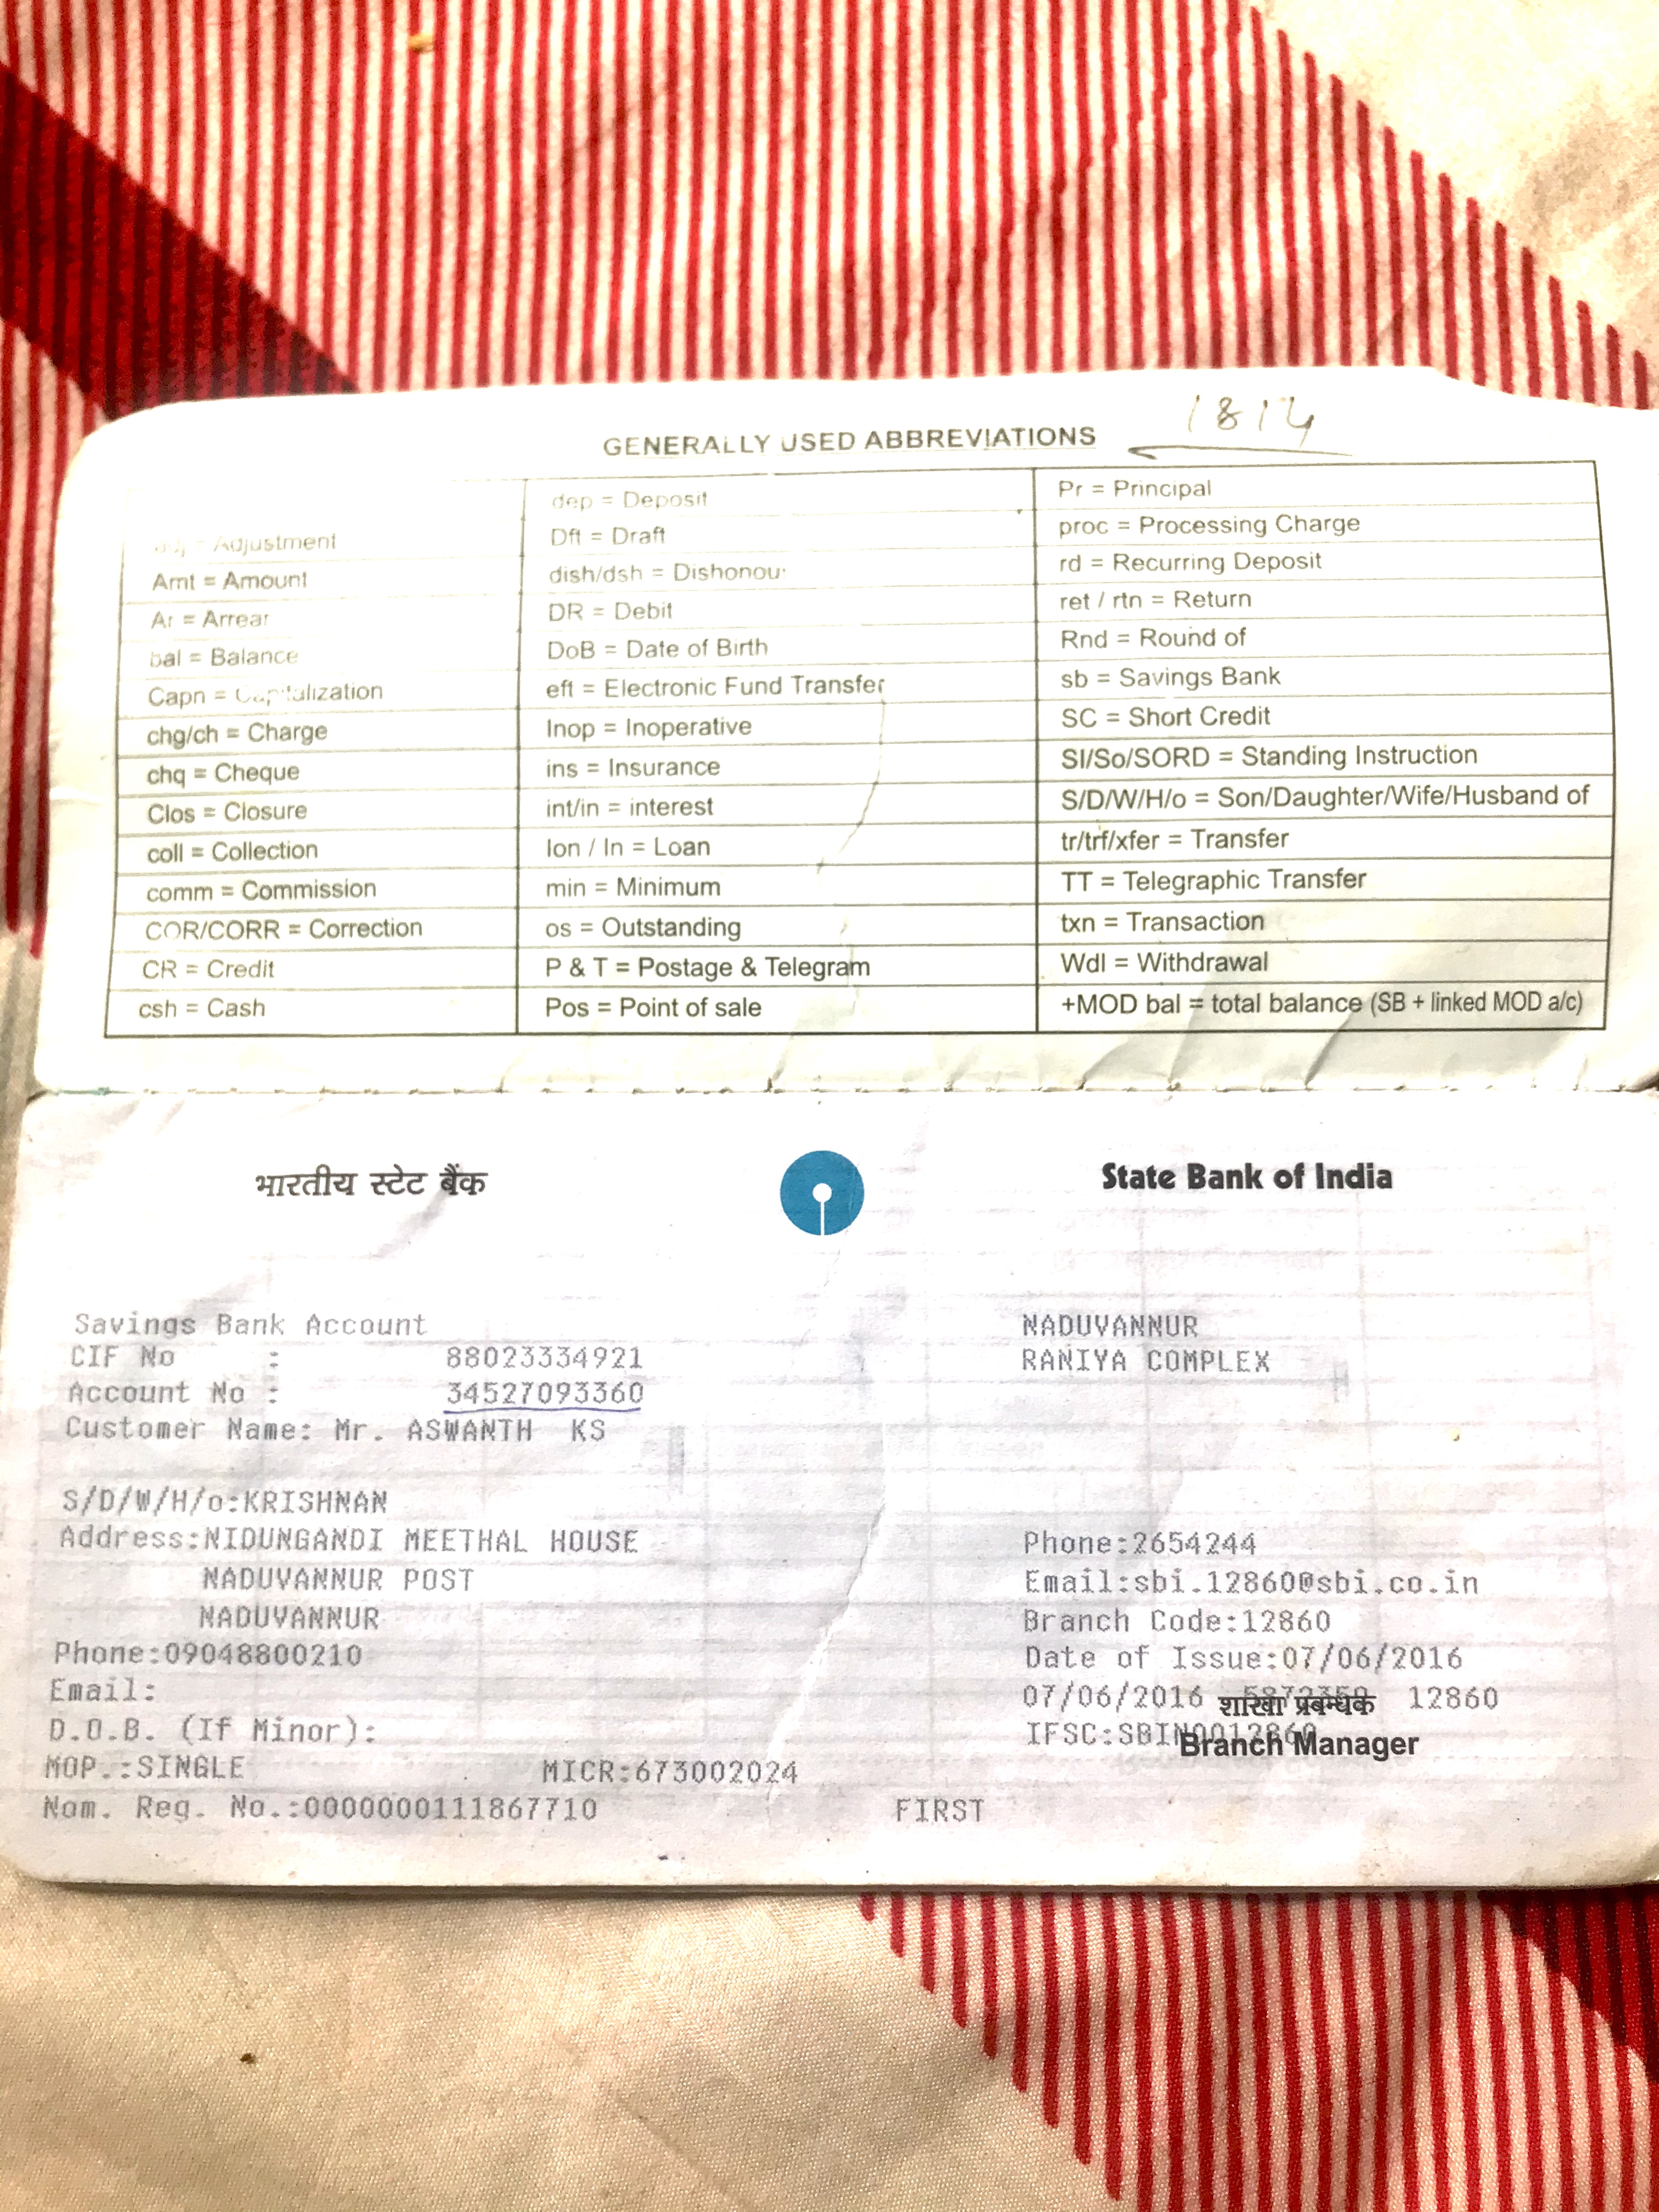 1814
GENERALLY USED ABBREVIATIONS
Adjustment
Amt = Amount
Ar = Arrear
bal = Balance
Capn = Capitalization
chg/ch = Charge
chq = Cheque
Clos = Closure
coll = Collection
comm = Commission
COR/CORR = Correction
CR = Credit
csh = Cash
dep = Deposit
Dft = Draft
dish/dsh = Dishonour
DR = Debit
DoB = Date of Birth
eft = Electronic Fund Transfer
Inop = Inoperative
ins = Insurance
int/in = interest
lon / ln = Loan
min = Minimum
os = Outstanding
P & T = Postage & Telegram
Pos = Point of sale
Pr = Principal
proc = Processing Charge
rd = Recurring Deposit
ret / rtn = Return
Rnd = Round of
sb = Savings Bank
SC = Short Credit
SI/So/SORD = Standing Instruction
S/D/W/H/o = Son/Daughter/Wife/Husband of
tr/trf/xfer = Transfer
TT = Telegraphic Transfer
txn = Transaction
Wdl = Withdrawal
+MOD bal = total balance (SB + linked MOD a/c)
भारतीय स्टेट बैंक
State Bank of India
Savings Bank Account
CIF No : 88023334921
Account No : 34527093360
Customer Name: Mr. ASWANTH KS
S/D/W/H/o:KRISHNAN
Address:NIDUNGANDI MEETHAL HOUSE
NADUVANNUR POST
NADUVANNUR
Phone:09048800210
Email:
D.O.B. (If Minor):
MOP.:SINGLE MICR:673002024
Nom. Reg. No.:0000000111867710 FIRST
NADUVANNUR
RANIYA COMPLEX
Phone:2654244
Email:sbi.12860@sbi.co.in
Branch Code:12860
Date of Issue:07/06/2016
07/06/2016 12860
शाखा प्रबन्धक
IFSC:SBIN0012860
Branch Manager